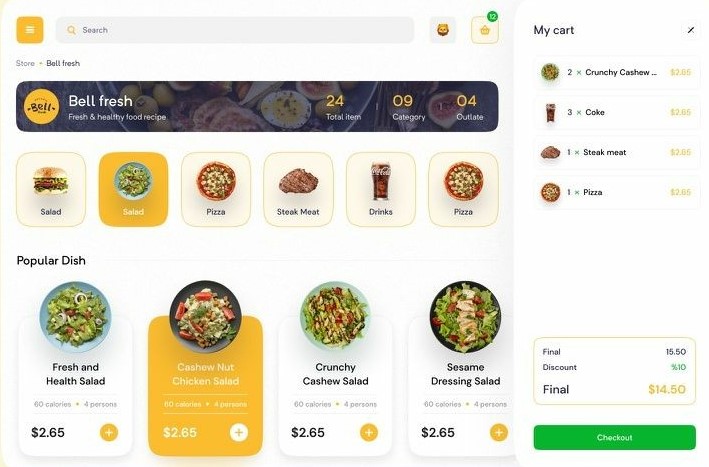 12
Search
Store • Bell fresh
Bell
Bell fresh
Fresh & healthy food recipe
24
Total item
09
Category
04
Outlate
Salad
Salad
Pizza
Steak Meat
Drinks
Pizza
Popular Dish
Fresh and
Health Salad
60 calories • 4 persons
$2.65
Cashew Nut
Chicken Salad
60 calories • 4 persons
$2.65
Crunchy
Cashew Salad
60 calories • 4 persons
$2.65
Sesame
Dressing Salad
60 calories • 4 persons
$2.65
My cart
2 × Crunchy Cashew ... $2.65
3 × Coke $2.65
1 × Steak meat $2.65
1 × Pizza $2.65
Final 15.50
Discount %10
Final $14.50
Checkout